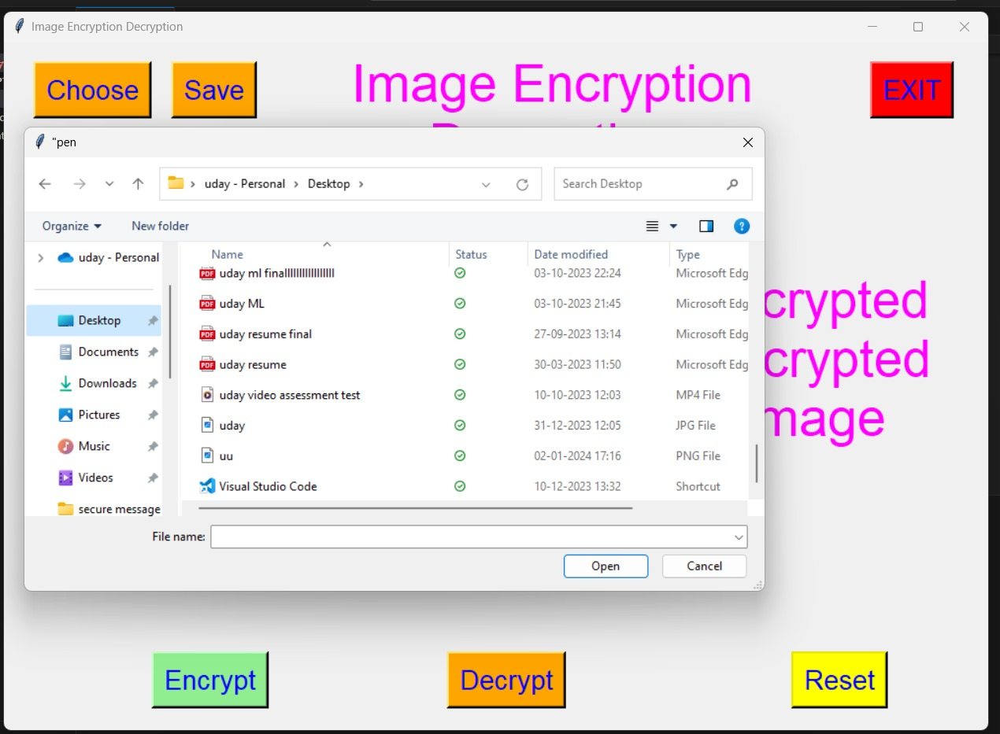 Image Encryption Decryption
Choose
Save
Image Encryption
EXIT
"pen
uday - Personal > Desktop >
Search Desktop
Organize
New folder
uday - Personal
Desktop
Documents
Downloads
Pictures
Music
Videos
secure message
Name Status Date modified Type
uday ml finalllllllllllllllll 03-10-2023 22:24 Microsoft Edg
uday ML 03-10-2023 21:45 Microsoft Edg
uday resume final 27-09-2023 13:14 Microsoft Edg
uday resume 30-03-2023 11:50 Microsoft Edg
uday video assessment test 10-10-2023 12:03 MP4 File
uday 31-12-2023 12:05 JPG File
uu 02-01-2024 17:16 PNG File
Visual Studio Code 10-12-2023 13:32 Shortcut
File name:
Open
Cancel
crypted
crypted
mage
Encrypt
Decrypt
Reset